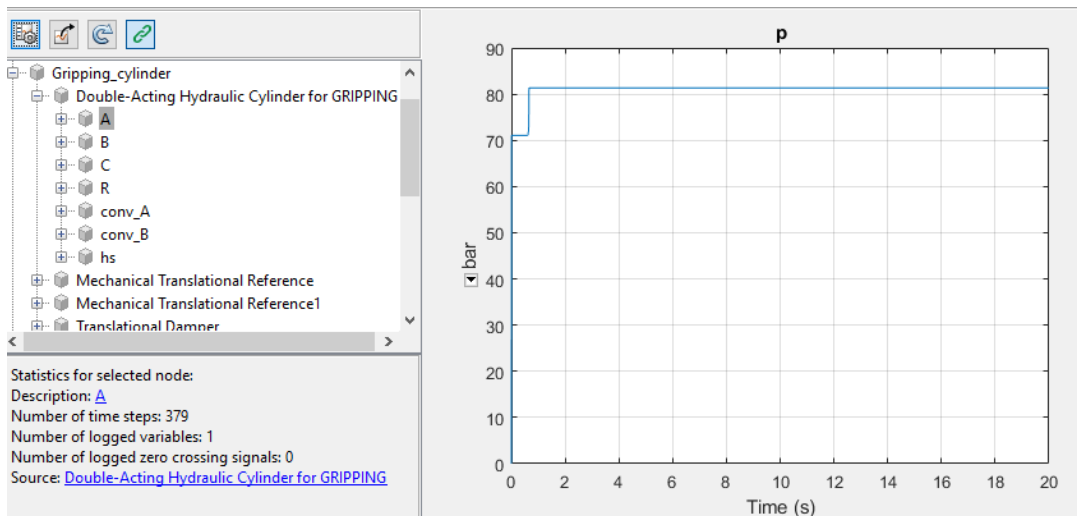 Gripping_cylinder
Double-Acting Hydraulic Cylinder for GRIPPING
A
B
C
R
conv_A
conv_B
hs
Mechanical Translational Reference
Mechanical Translational Reference1
Translational Damper
Statistics for selected node:
Description: A
Number of time steps: 379
Number of logged variables: 1
Number of logged zero crossing signals: 0
Source: Double-Acting Hydraulic Cylinder for GRIPPING
p
90
80
70
60
50
40
30
20
10
0
bar
0 2 4 6 8 10 12 14 16 18 20
Time (s)